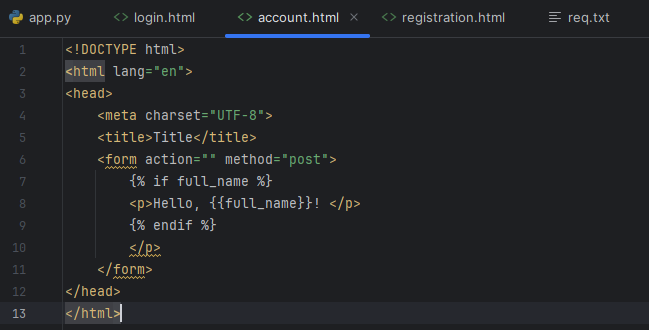 app.py login.html account.html registration.html req.txt
1 <!DOCTYPE html>
2 <html lang="en">
3 <head>
4 <meta charset="UTF-8">
5 <title>Title</title>
6 <form action="" method="post">
7 {% if full_name %}
8 <p>Hello, {{full_name}}! </p>
9 {% endif %}
10 </p>
11 </form>
12 </head>
13 </html>